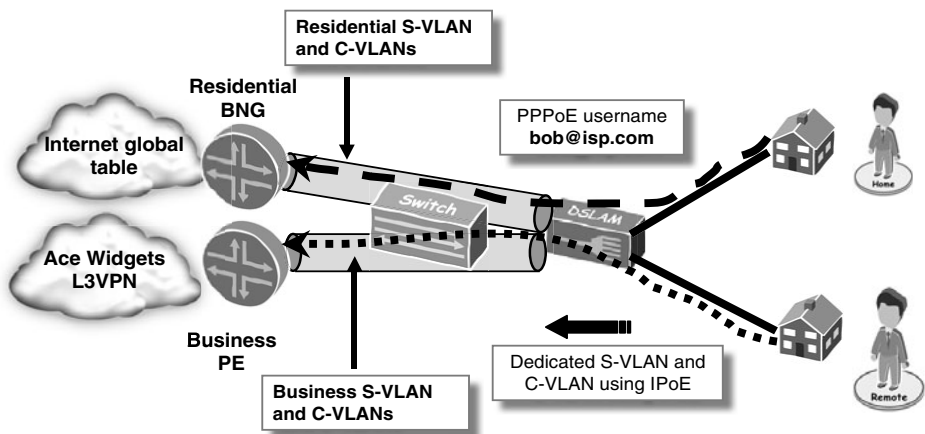 Residential S-VLAN
and C-VLANs
Residential
BNG
PPPoE username
bob@isp.com
Internet global
table
Switch
DSLAM
Home
Ace Widgets
L3VPN
Business
PE
Dedicated S-VLAN and
C-VLAN using IPoE
Business S-VLAN
and C-VLANs
Remote